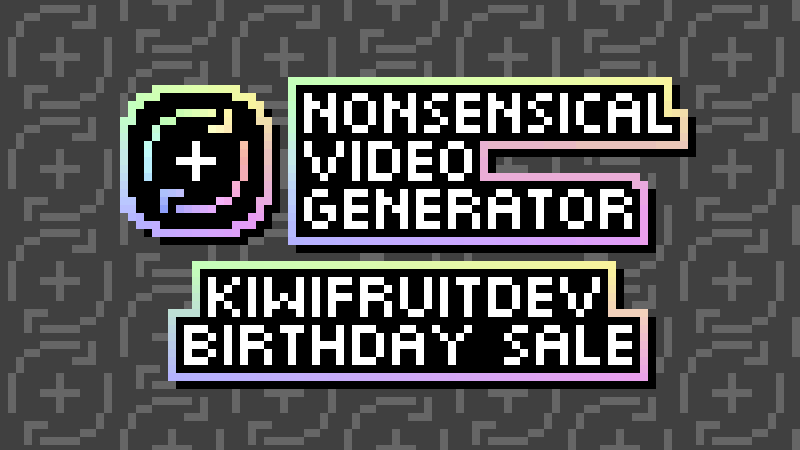 NONSENSICAL
VIDEO
GENERATOR
KIWIFRUITDEV
BIRTHDAY SALE